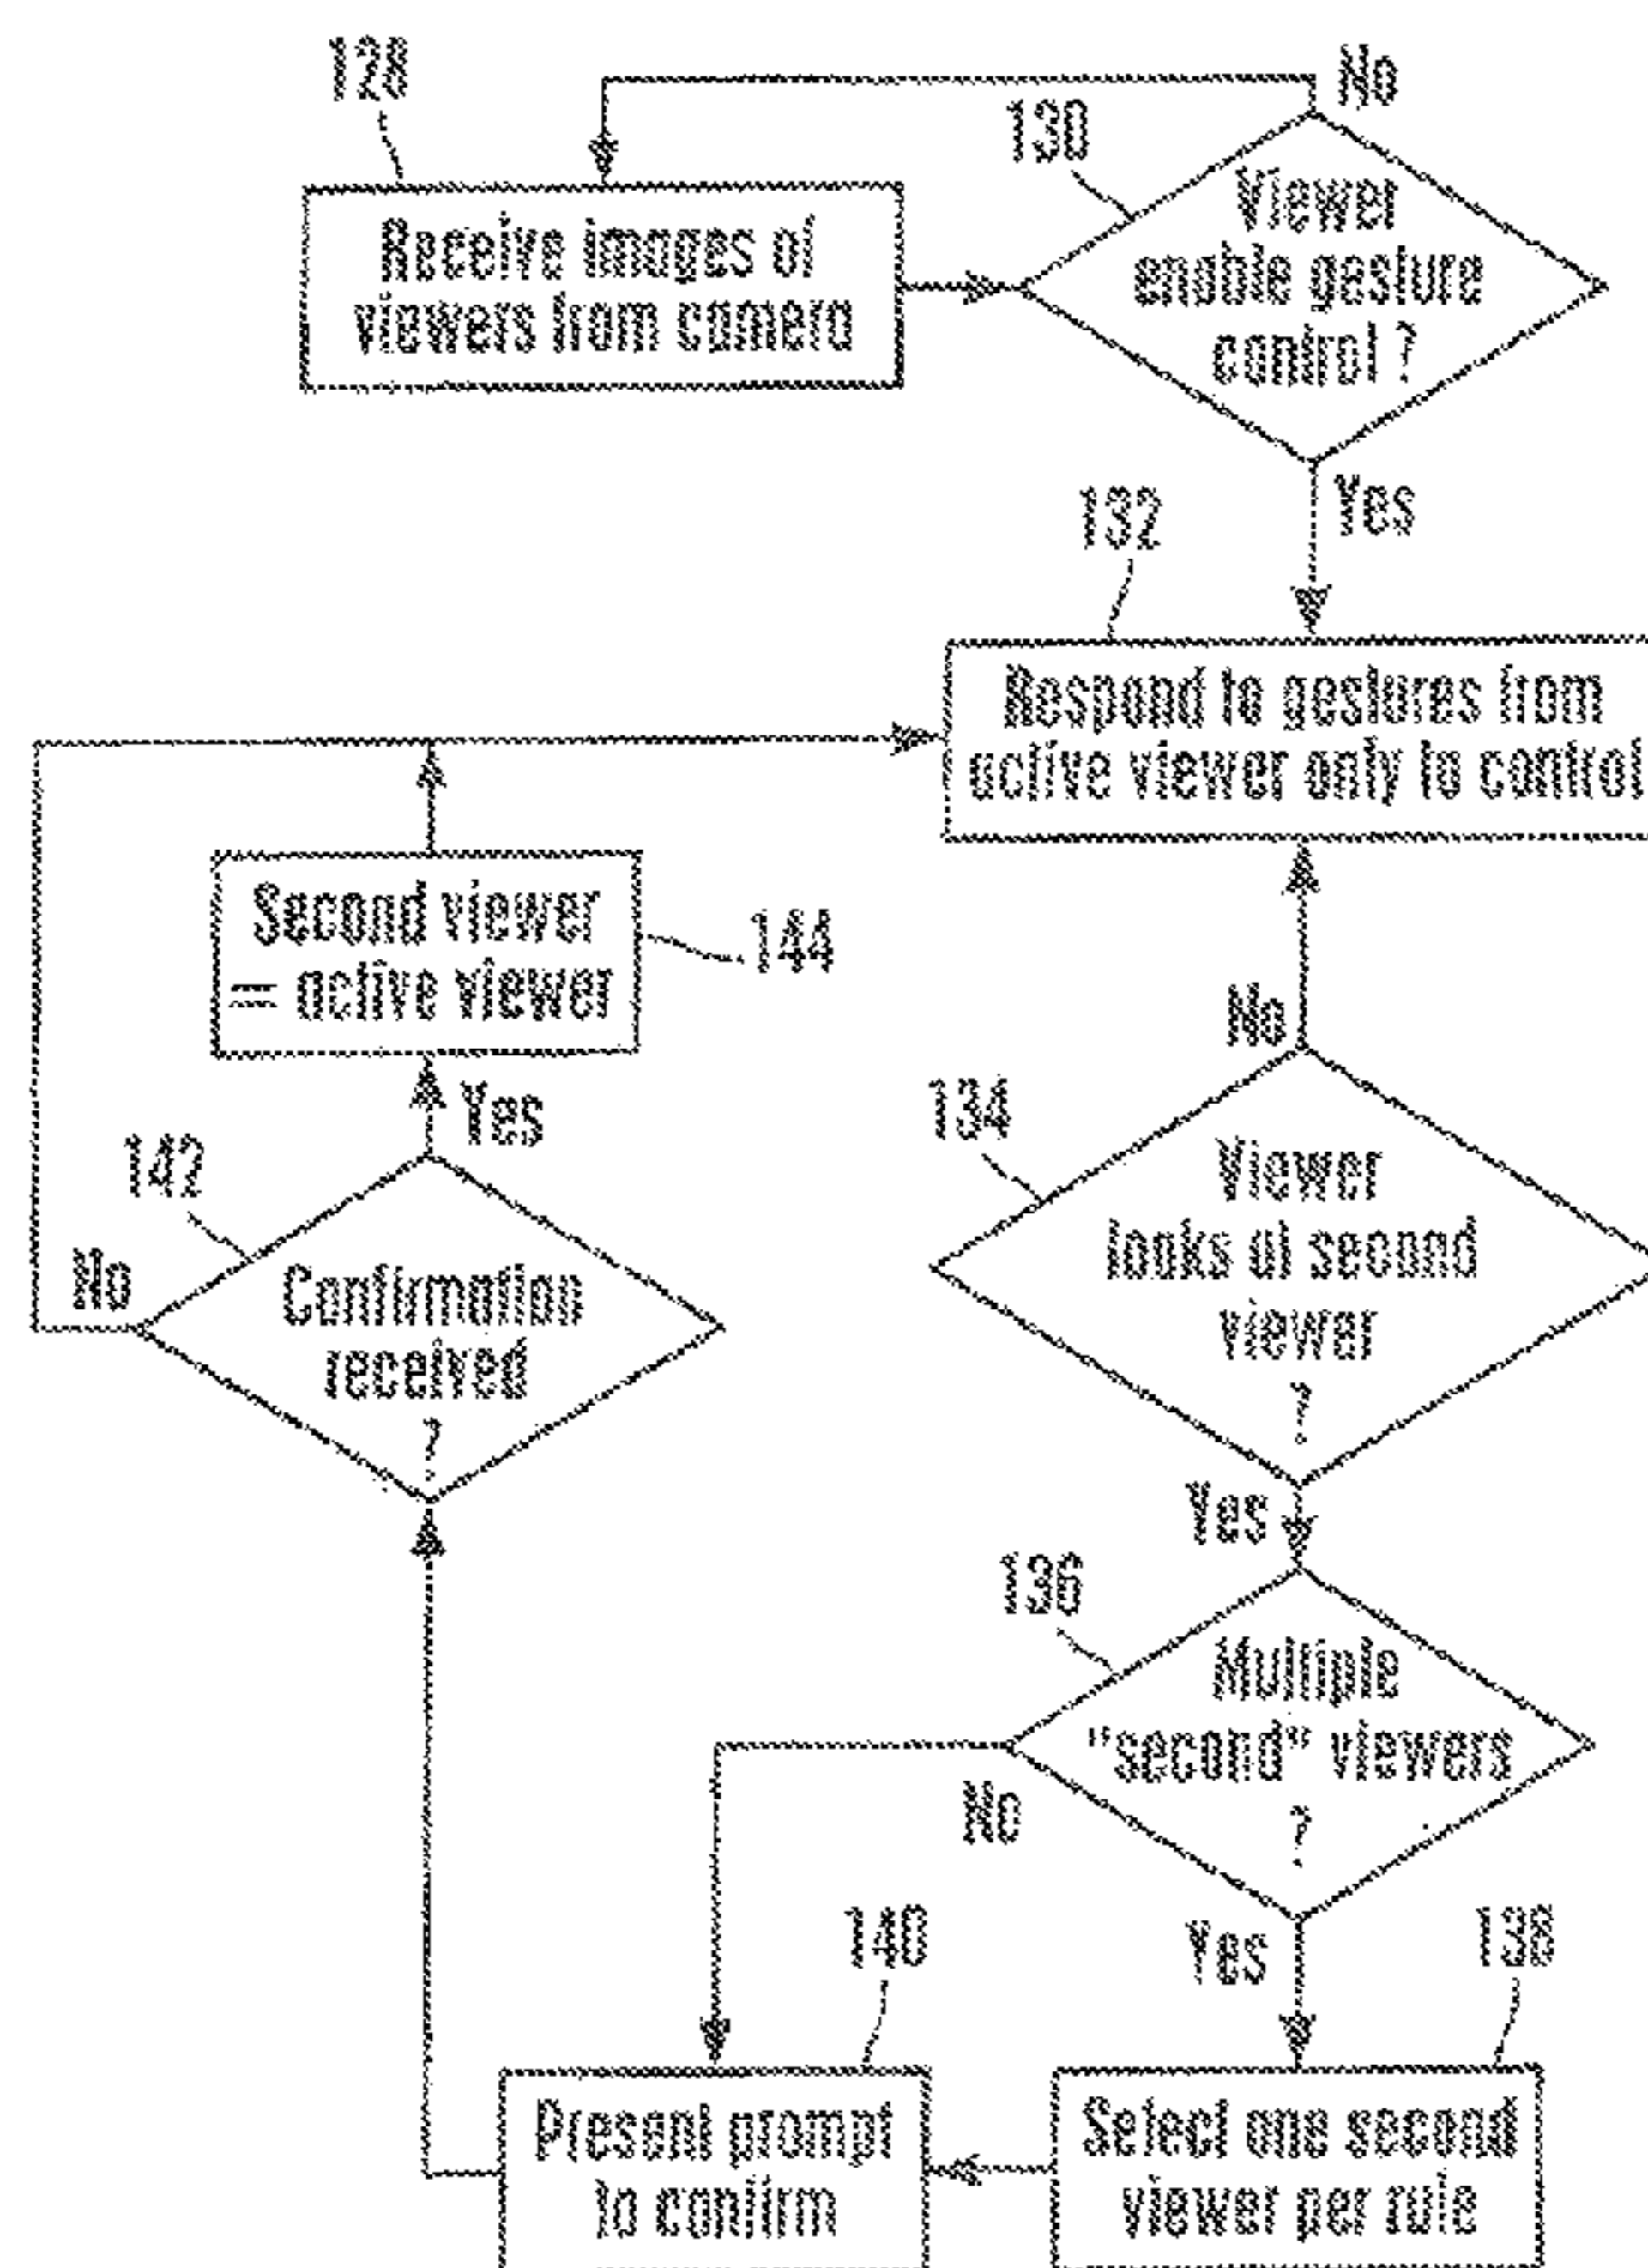 128
No
130
Receive images of
viewers from camera
Viewer
enable gesture
control ?
Yes
132
Respond to gestures from
active viewer only to control
Second viewer
= active viewer
144
No
134
Yes
142
No
Confirmation
received
?
Viewer
looks at second
viewer
?
Yes
136
Multiple
"second" viewers
?
No
140
Yes
138
Present prompt
to confirm
Select one second
viewer per rule